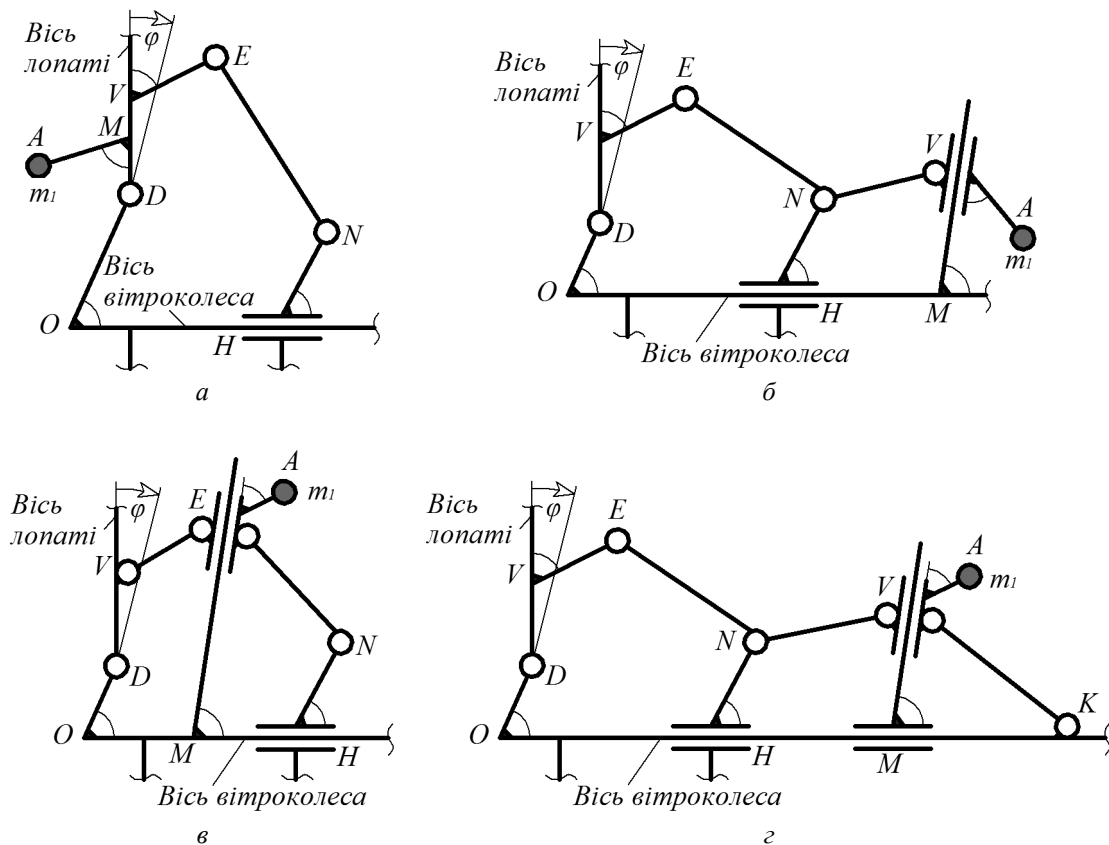 Вісь
лопаті
φ
E
V
M
A
m₁
D
N
Вісь
вітроколеса
O
H
а
Вісь
лопаті
φ
E
V
V
D
N
A
m₁
O
H
M
Вісь вітроколеса
б
Вісь
лопаті
φ
E
A
m₁
V
D
N
O
M
H
Вісь вітроколеса
в
Вісь
лопаті
φ
E
V
A
m₁
V
N
D
K
O
H
M
Вісь вітроколеса
г